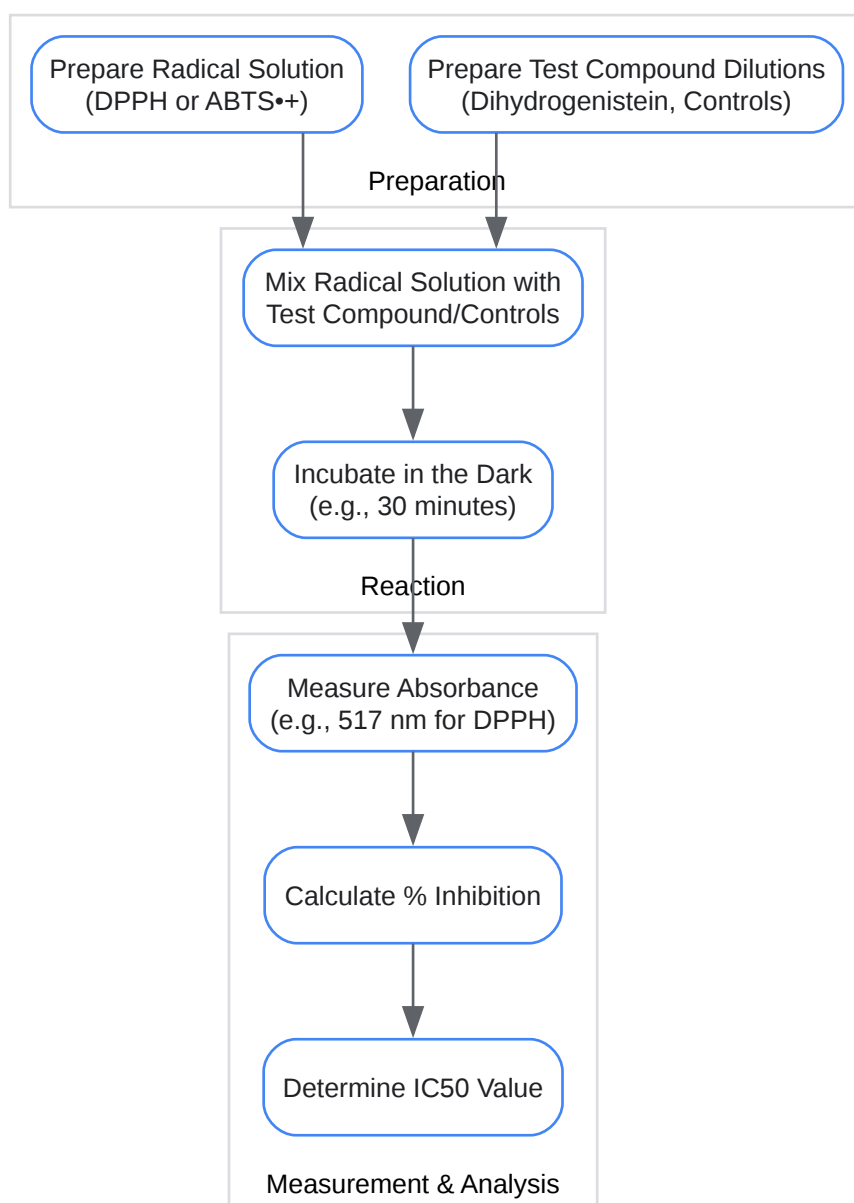 Prepare Radical Solution
(DPPH or ABTS•+)
Prepare Test Compound Dilutions
(Dihydrogenistein, Controls)
Preparation
Mix Radical Solution with
Test Compound/Controls
Incubate in the Dark
(e.g., 30 minutes)
Reaction
Measure Absorbance
(e.g., 517 nm for DPPH)
Calculate % Inhibition
Determine IC50 Value
Measurement & Analysis